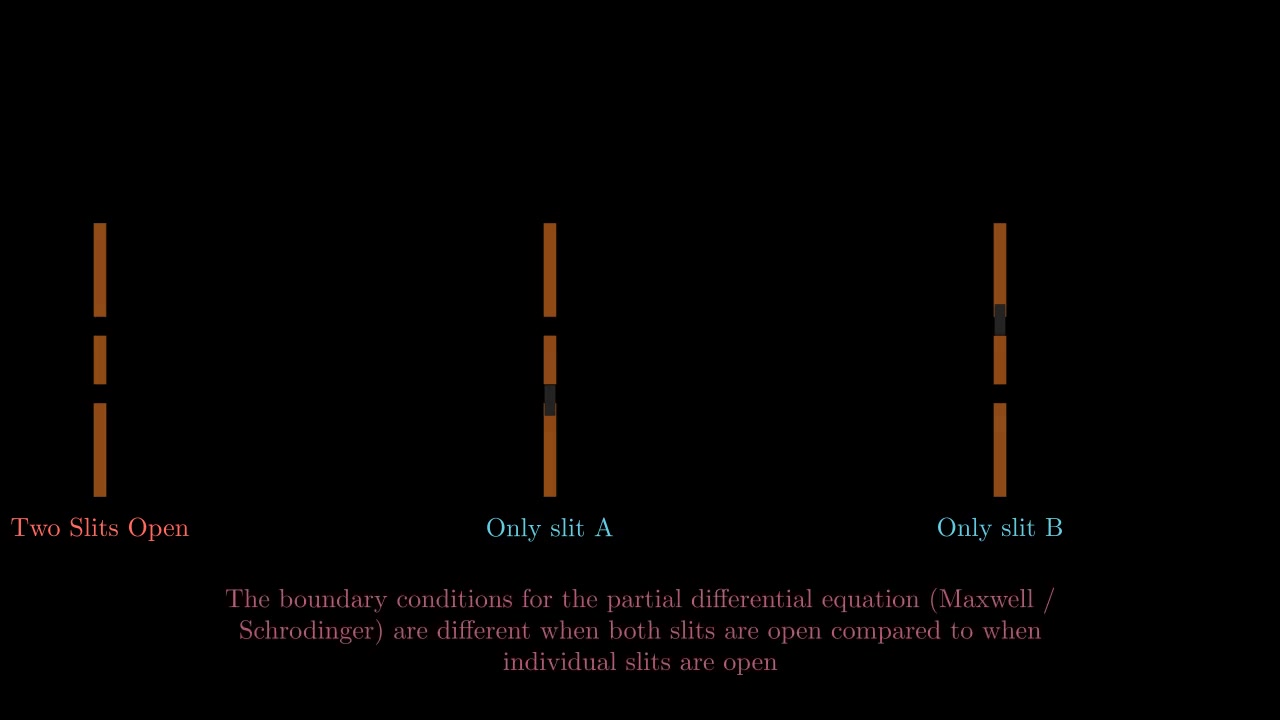 Two Slits Open
Only slit A
Only slit B
The boundary conditions for the partial differential equation (Maxwell /
Schrodinger) are different when both slits are open compared to when
individual slits are open